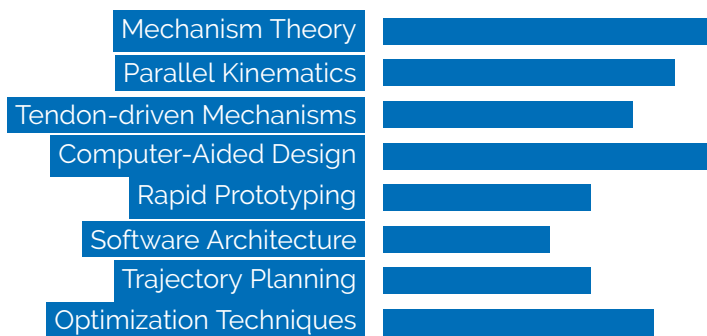 Mechanism Theory
Parallel Kinematics
Tendon-driven Mechanisms
Computer-Aided Design
Rapid Prototyping
Software Architecture
Trajectory Planning
Optimization Techniques